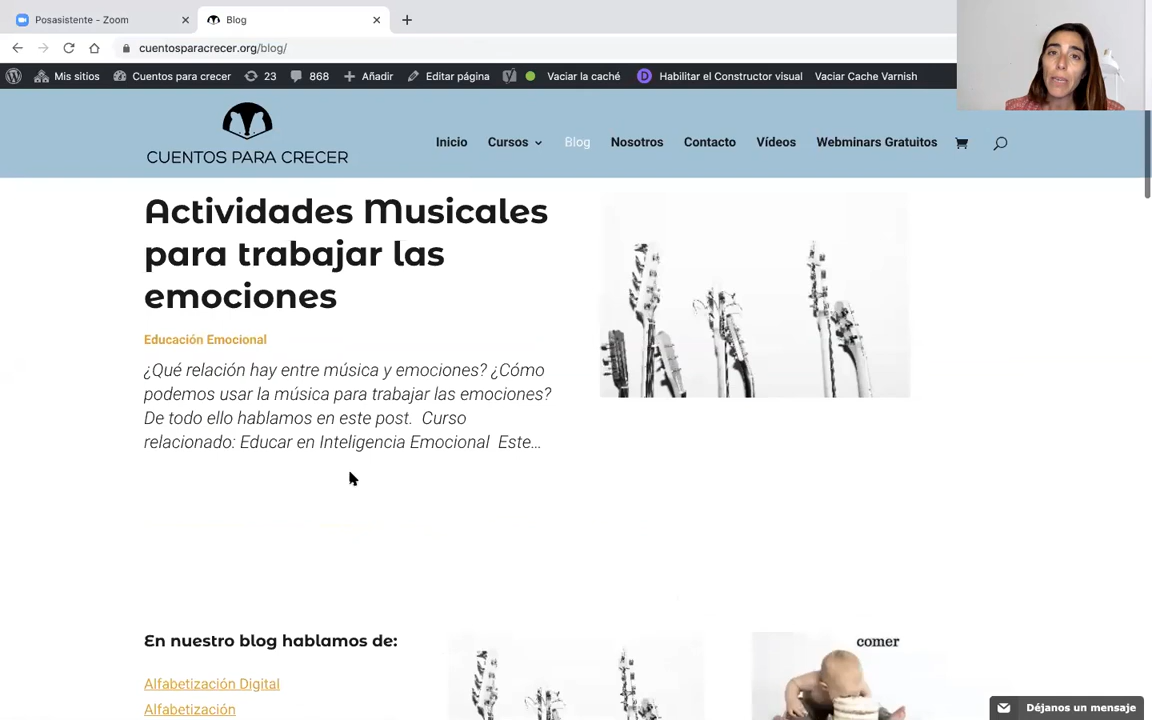 Posasistente - Zoom
Blog
cuentosparacrecer.org/blog/
Mis sitios
Cuentos para crecer
23
868
Añadir
Editar página
Vaciar la caché
D
Habilitar el Constructor visual
Vaciar Cache Varnish
CUENTOS PARA CRECER
Inicio
Cursos
Blog
Nosotros
Contacto
Vídeos
Webminars Gratuitos
Actividades Musicales
para trabajar las
emociones
Educación Emocional
¿Qué relación hay entre música y emociones? ¿Cómo
podemos usar la música para trabajar las emociones?
De todo ello hablamos en este post. Curso
relacionado: Educar en Inteligencia Emocional Este...
En nuestro blog hablamos de:
Alfabetización Digital
Alfabetización
comer
Déjanos un mensaje